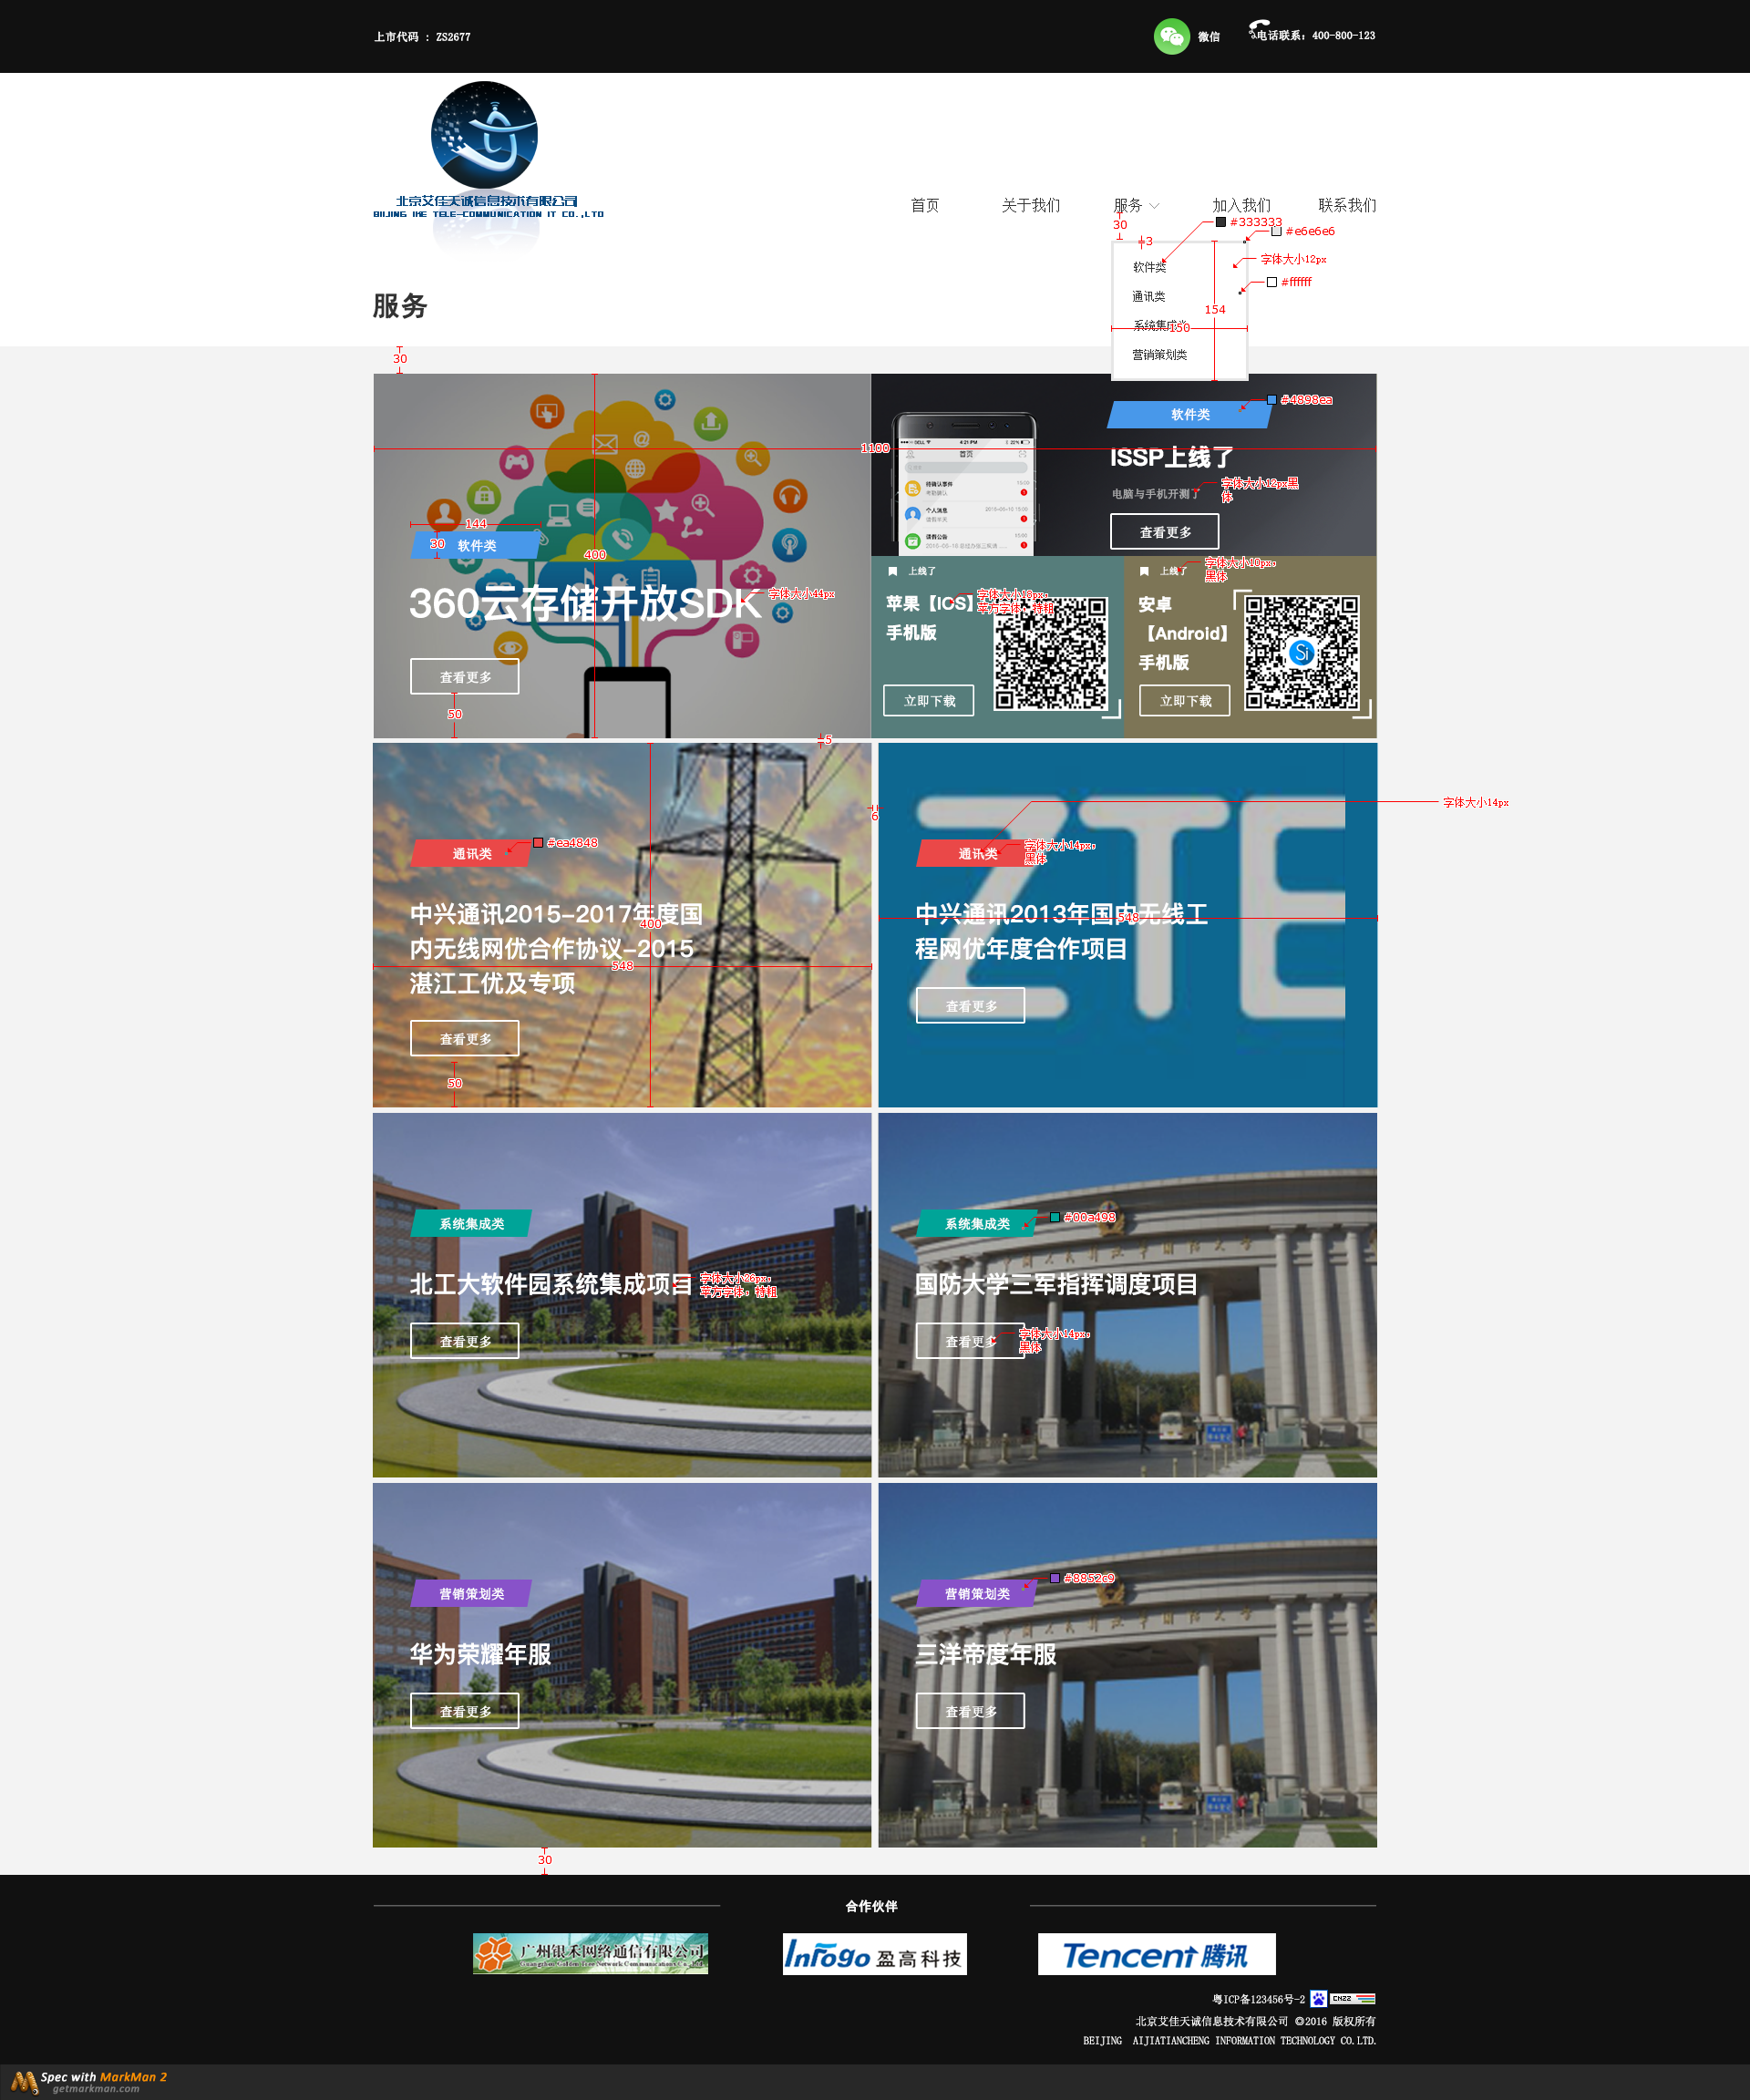 上市代码 : ZS2677
微信
电话联系: 400-800-123
北京艾佳天诚信息技术有限公司
首页
关于我们
服务
加入我们
联系我们
30
#333333
#e6e6e6
3
软件类
字体大小12px
通讯类
#ffffff
154
系统集成类
150
营销策划类
服务
30
软件类
#4898ea
1100
ISSP上线了
电脑与手机开测了
字体大小12px黑
体
查看更多
首页
特确认事件
个人消息
请假公告
144
30
软件类
400
360云存储开放SDK
字体大小44px
查看更多
50
上线了
苹果【IOS】
手机版
字体大小18px,
苹方字体, 特粗
立即下载
上线了
字体大小10px,
黑体
安卓
【Android】
手机版
立即下载
5
6
字体大小14px
通讯类
#ea4848
中兴通讯2015-2017年度国
内无线网优合作协议-2015
湛江工优及专项
400
548
查看更多
50
ZTE
通讯类
字体大小14px,
黑体
中兴通讯2013年国内无线工
程网优年度合作项目
548
查看更多
系统集成类
北工大软件园系统集成项目
字体大小26px,
苹方字体, 特粗
查看更多
系统集成类
#00a498
国防大学三军指挥调度项目
查看更多
字体大小14px,
黑体
营销策划类
华为荣耀年服
查看更多
营销策划类
#8852c9
三洋帝度年服
查看更多
30
合作伙伴
广州银禾网络通信有限公司
Infogo 盈高科技
Tencent 腾讯
粤ICP备123456号-2
CNZZ
北京艾佳天诚信息技术有限公司 ©2016 版权所有
BEIJING AIJIATIANCHENG INFORMATION TECHNOLOGY CO.LTD.
Spec with MarkMan 2
getmarkman.com